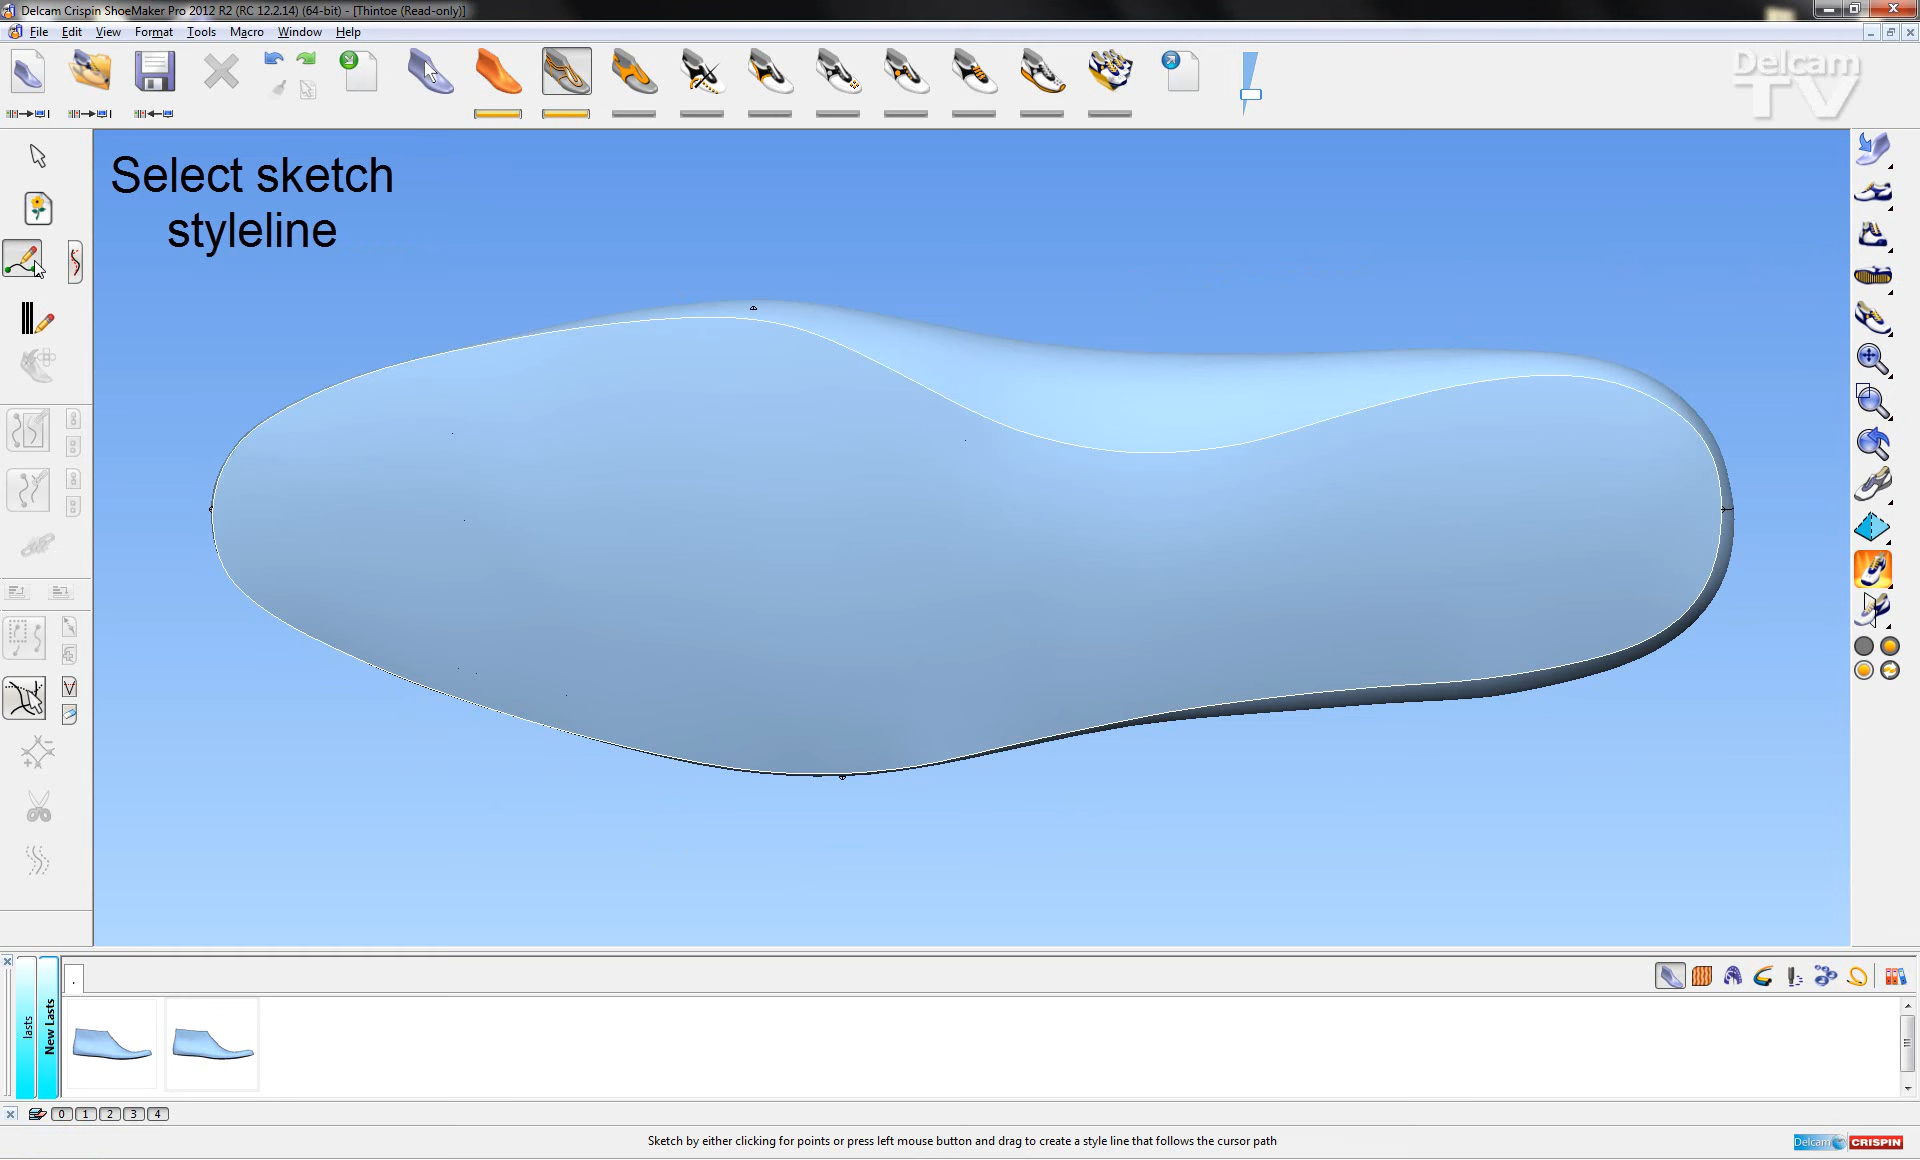 Delcam Crispin ShoeMaker Pro 2012 R2 (RC 12.2.14) (64-bit) - [Thintoe (Read-only)]
File Edit View Format Tools Macro Window Help
Delcam
TV
Select sketch
styleline
lasts
New Lasts
.
0 1 2 3 4
Sketch by either clicking for points or press left mouse button and drag to create a style line that follows the cursor path
Delcam CRISPIN